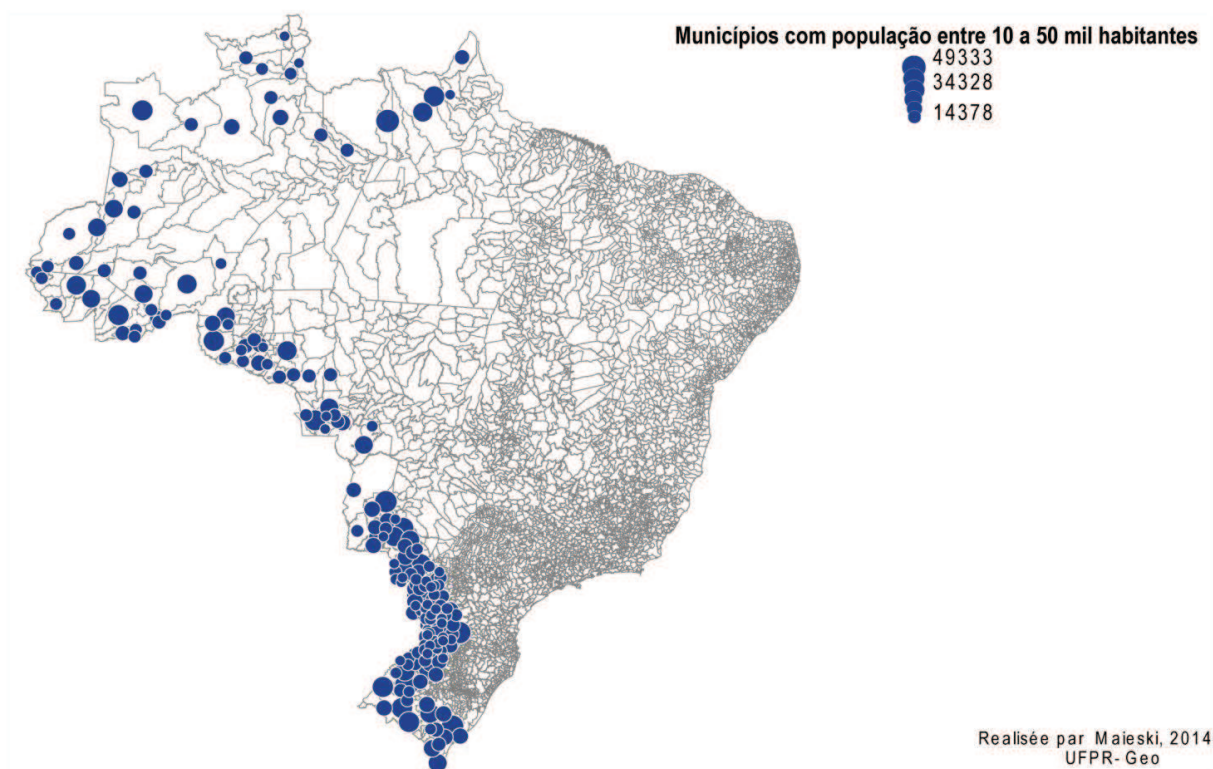 Municípios com população entre 10 a 50 mil habitantes
49333
34328
14378
Realisée par Maieski, 2014
UFPR- Geo